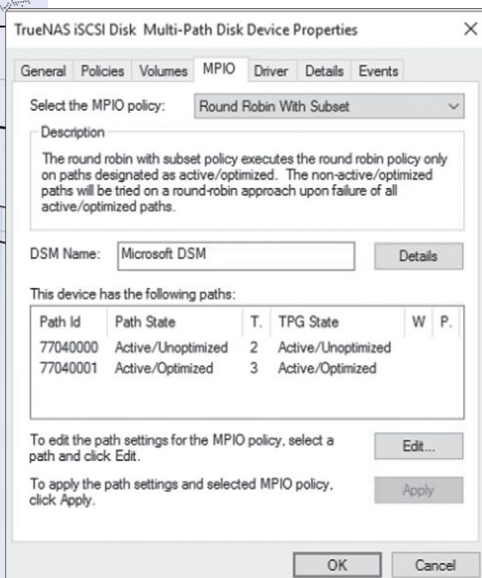 TrueNAS iSCSI Disk Multi-Path Disk Device Properties
General Policies Volumes MPIO Driver Details Events
Select the MPIO policy: Round Robin With Subset
Description
The round robin with subset policy executes the round robin policy only
on paths designated as active/optimized. The non-active/optimized
paths will be tried on a round-robin approach upon failure of all
active/optimized paths.
DSM Name: Microsoft DSM Details
This device has the following paths:
Path Id Path State T. TPG State W P.
77040000 Active/Unoptimized 2 Active/Unoptimized
77040001 Active/Optimized 3 Active/Optimized
To edit the path settings for the MPIO policy, select a
path and click Edit.
Edit...
To apply the path settings and selected MPIO policy,
click Apply.
Apply
OK Cancel